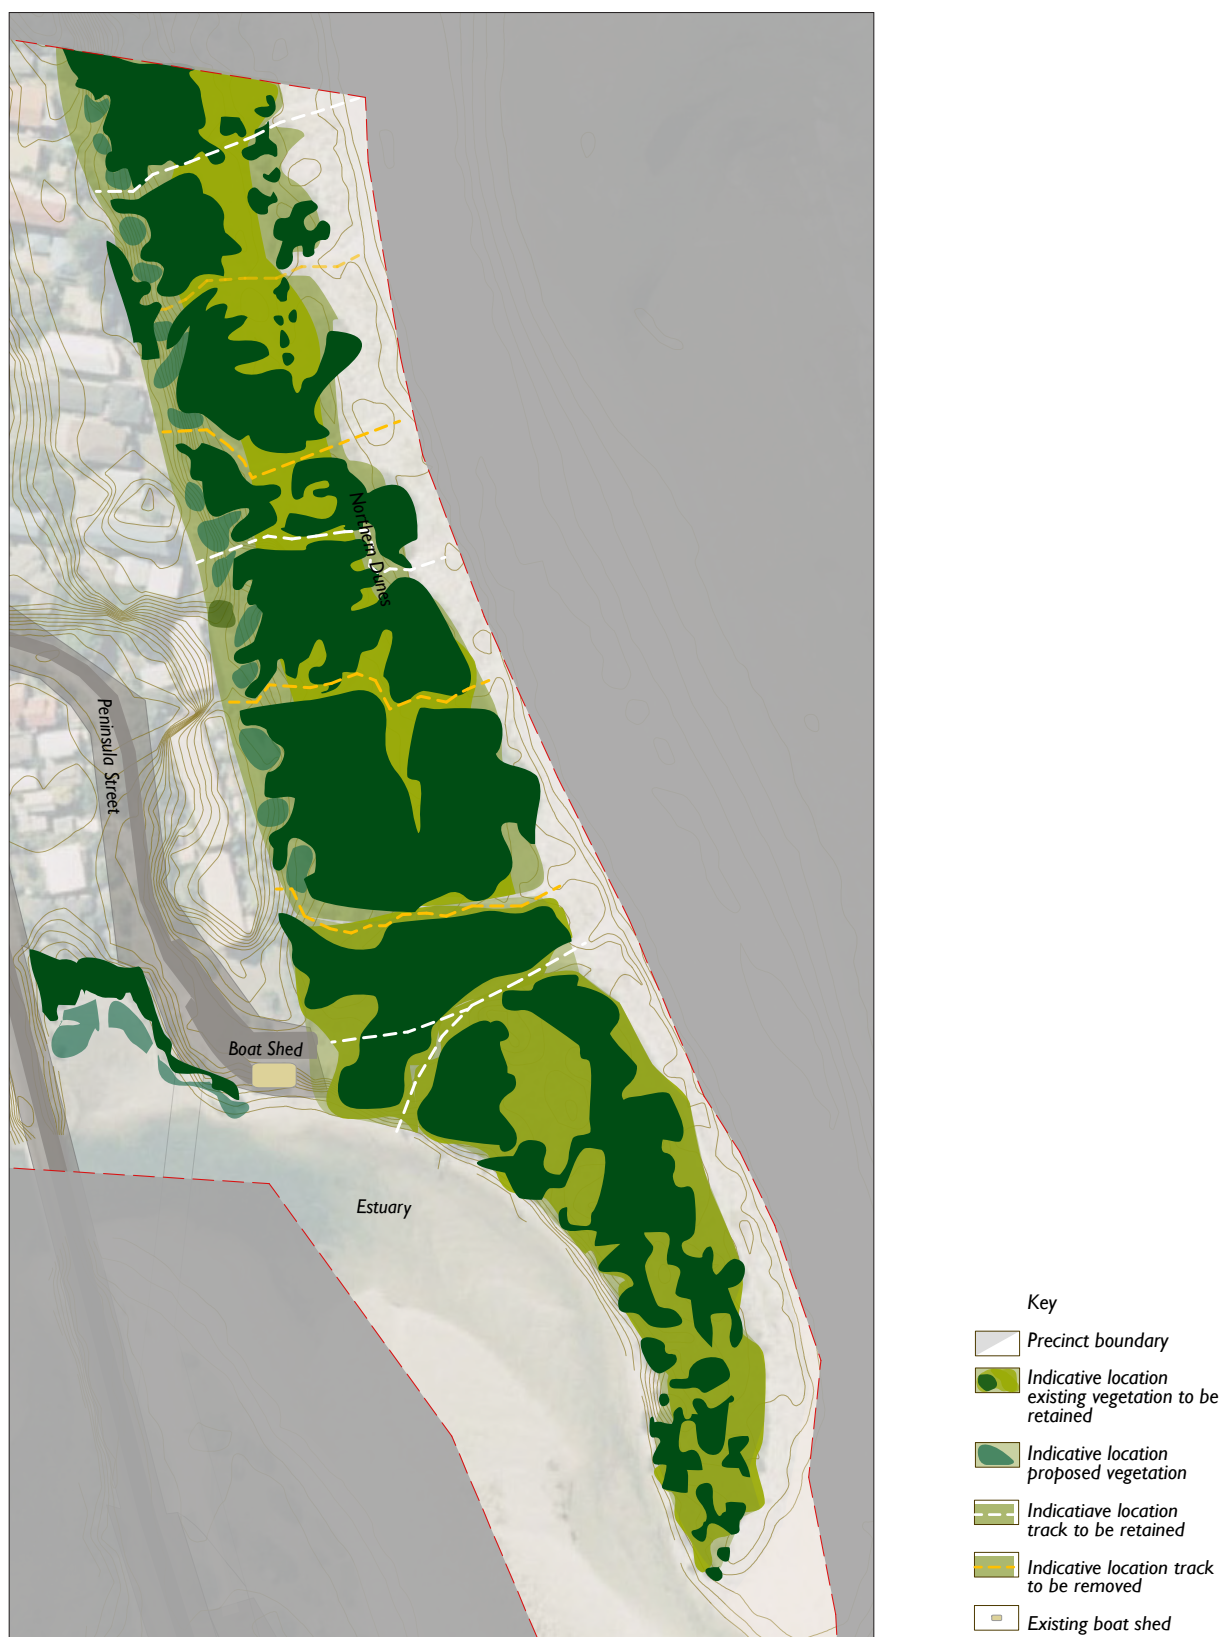 Northern Dunes
Peninsula Street
Boat Shed
Estuary
Key
Precinct boundary
Indicative location
existing vegetation to be
retained
Indicative location
proposed vegetation
Indicatiave location
track to be retained
Indicative location track
to be removed
Existing boat shed